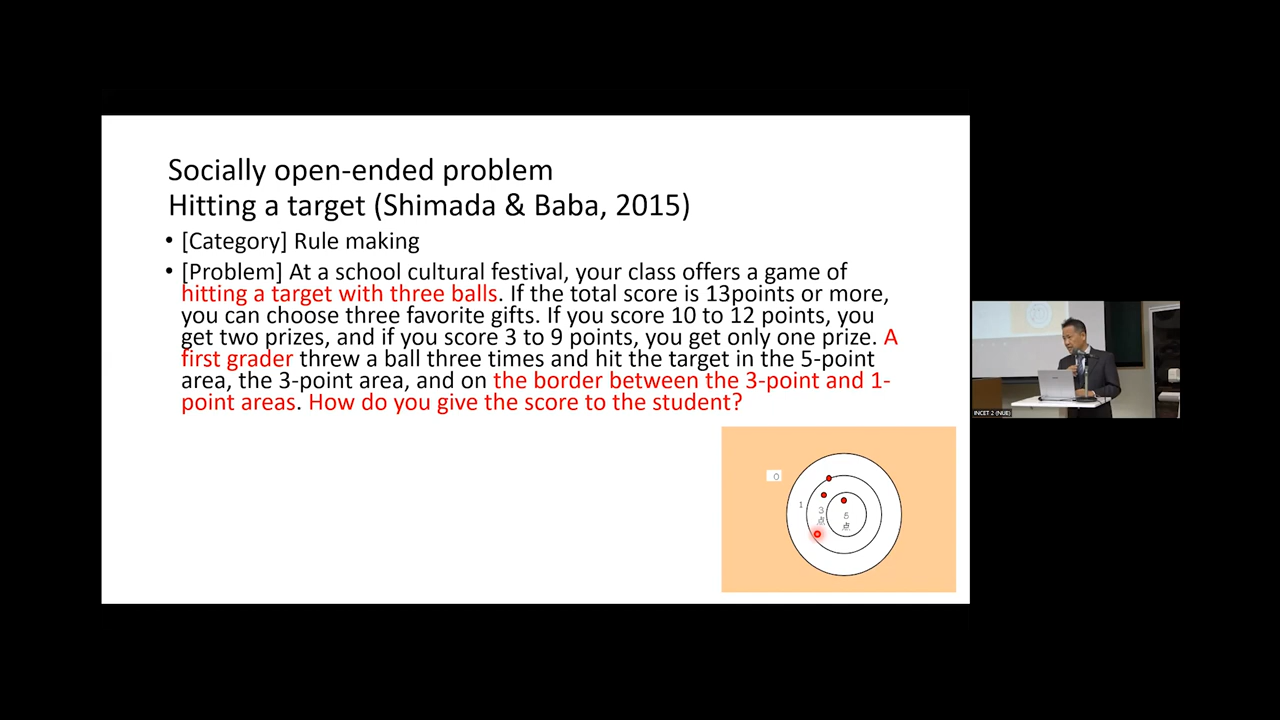 Socially open-ended problem
Hitting a target (Shimada & Baba, 2015)
• [Category] Rule making
• [Problem] At a school cultural festival, your class offers a game of
hitting a target with three balls. If the total score is 13points or more,
you can choose three favorite gifts. If you score 10 to 12 points, you
get two prizes, and if you score 3 to 9 points, you get only one prize. A
first grader threw a ball three times and hit the target in the 5-point
area, the 3-point area, and on the border between the 3-point and 1-
point areas. How do you give the score to the student?
0
1
3
点
5
点
INCET 2 (NUE)